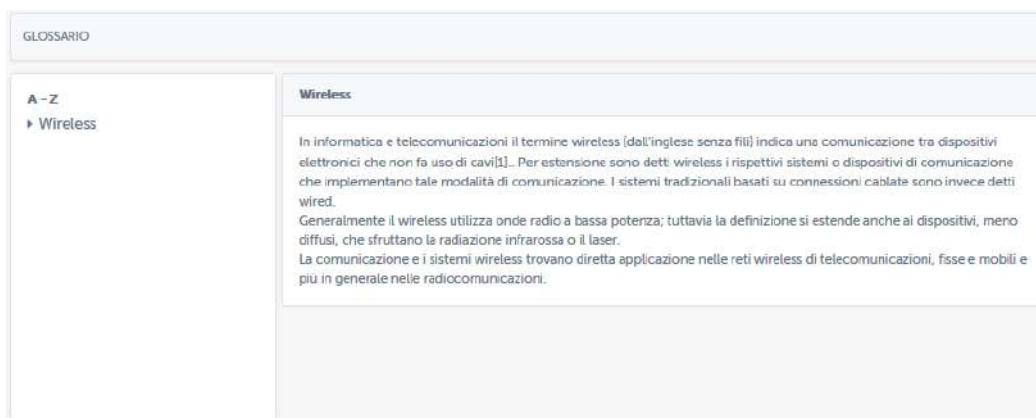 GLOSSARIO
A – Z
Wireless
Wireless
In informatica e telecomunicazioni il termine wireless (dall'inglese senza fili) indica una comunicazione tra dispositivi
elettronici che non fa uso di cavi[1]... Per estensione sono detti wireless i rispettivi sistemi o dispositivi di comunicazione
che implementano tale modalità di comunicazione. I sistemi tradizionali basati su connessioni cablate sono invece detti
wired.
Generalmente il wireless utilizza onde radio a bassa potenza; tuttavia la definizione si estende anche ai dispositivi, meno
diffusi, che sfruttano la radiazione infrarossa o il laser.
La comunicazione e i sistemi wireless trovano diretta applicazione nelle reti wireless di telecomunicazioni, fisse e mobili e
più in generale nelle radiocomunicazioni.